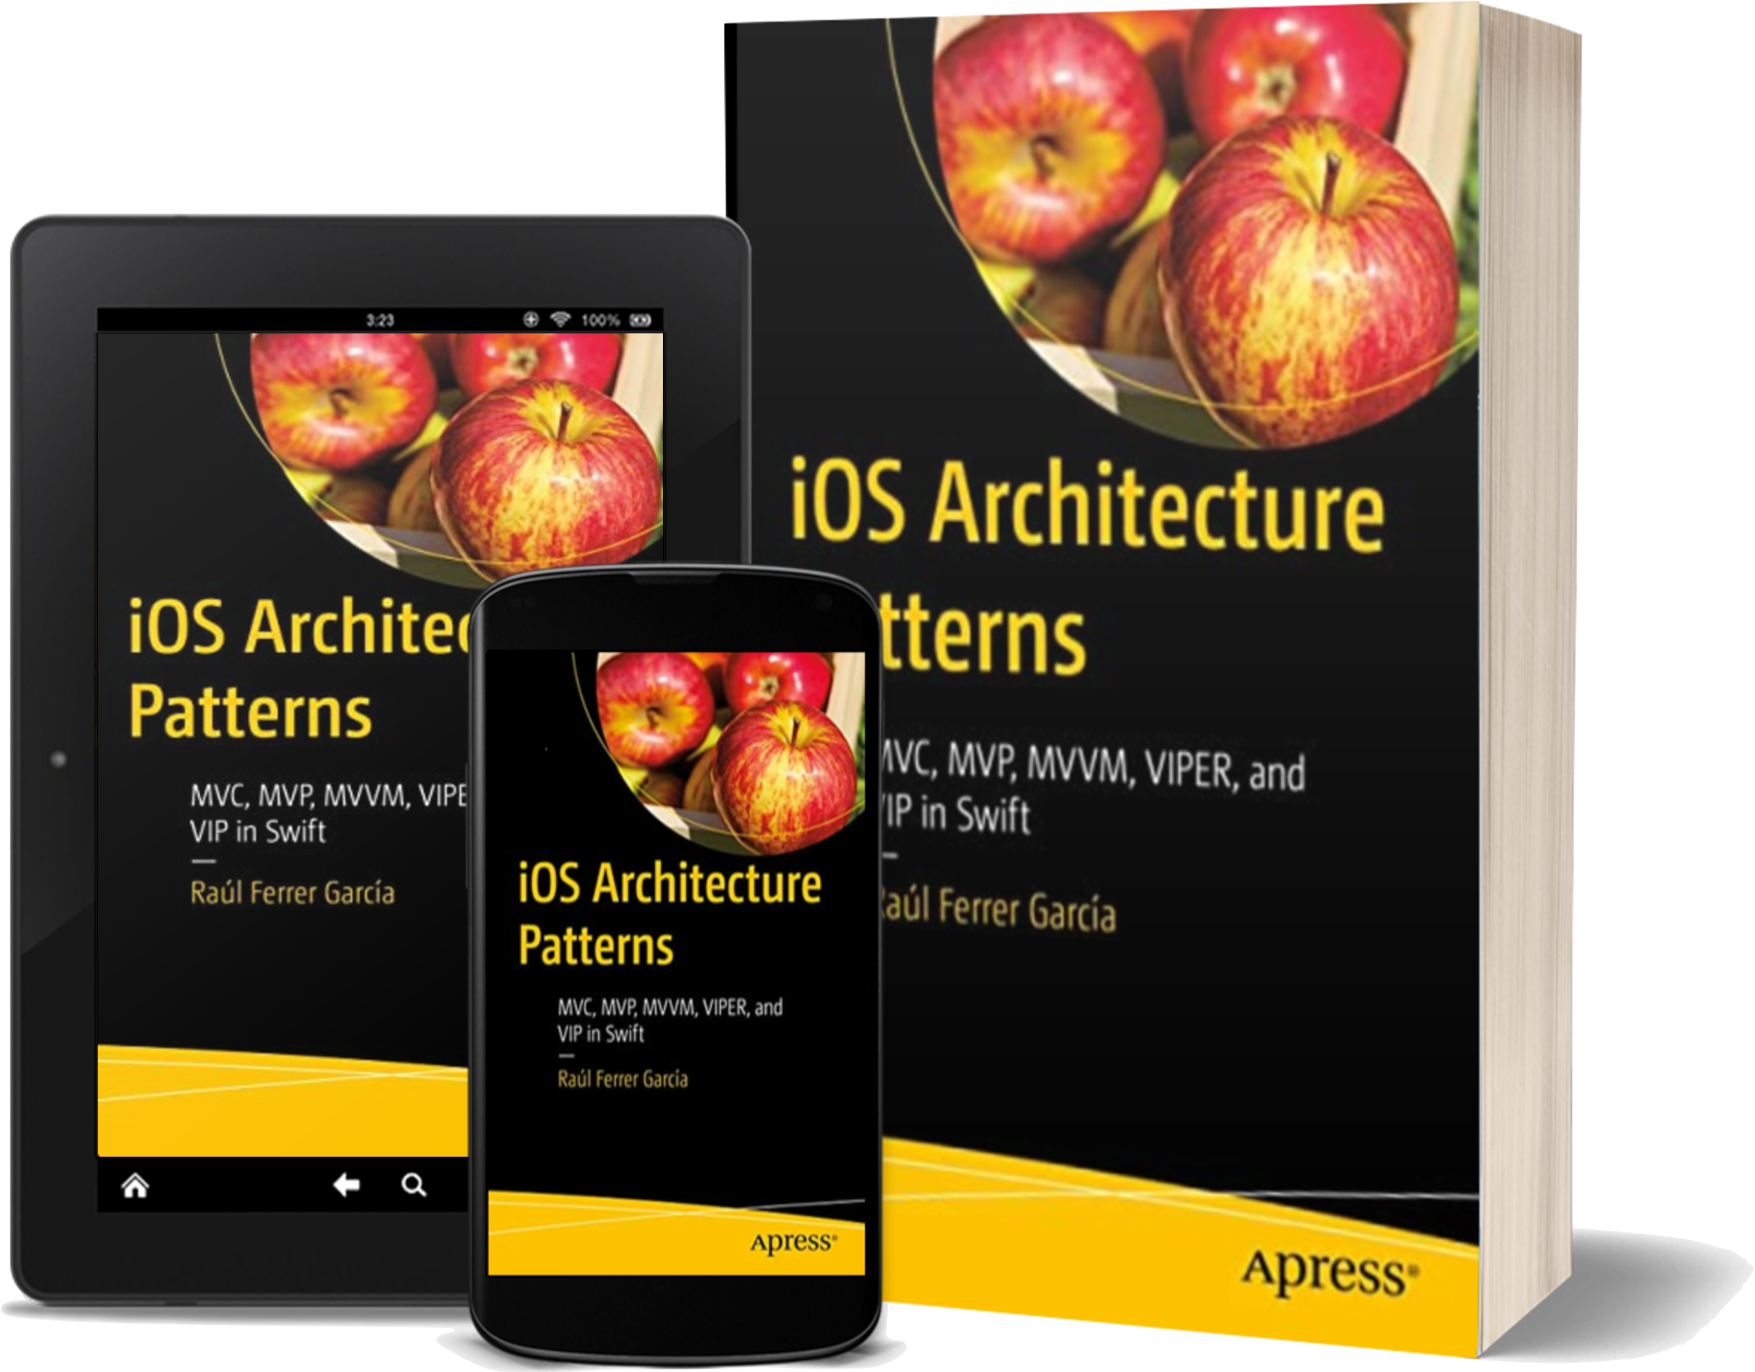 3:23
100%
iOS Architec
Patterns
MVC, MVP, MVVM, VIPE
VIP in Swift
Raúl Ferrer García
iOS Architecture
Patterns
MVC, MVP, MVVM, VIPER, and
VIP in Swift
Raúl Ferrer García
Apress®
iOS Architecture
tterns
MVC, MVP, MVVM, VIPER, and
VIP in Swift
Raúl Ferrer García
Apress®